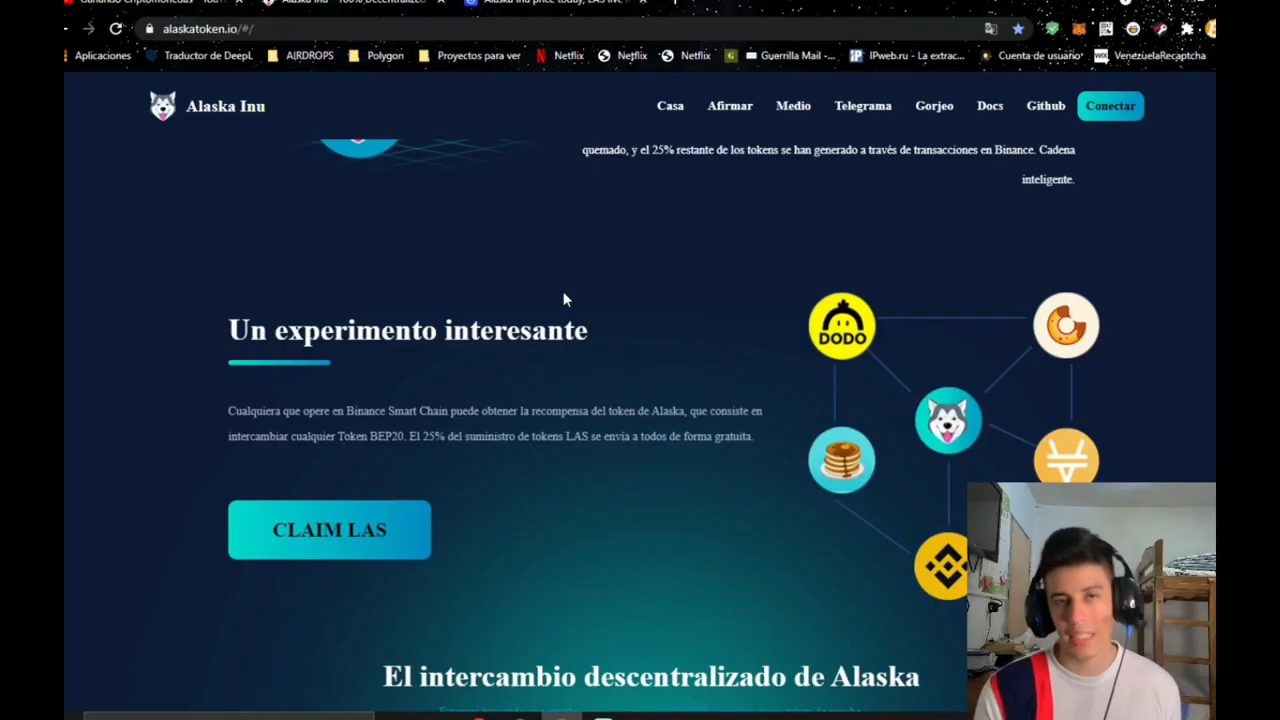 alaskatoken.io/#/
Aplicaciones
Traductor de DeepL
AIRDROPS
Polygon
Proyectos para ver
Netflix
Netflix
Netflix
Guerrilla Mail -...
IPweb.ru - La extrac...
Cuenta de usuario
VenezuelaRecaptcha
Alaska Inu
Casa
Afirmar
Medio
Telegrama
Gorjeo
Docs
Github
Conectar
quemado, y el 25% restante de los tokens se han generado a través de transacciones en Binance. Cadena
inteligente.
Un experimento interesante
DODO
Cualquiera que opere en Binance Smart Chain puede obtener la recompensa del token de Alaska, que consiste en
intercambiar cualquier Token BEP20. El 25% del suministro de tokens LAS se envía a todos de forma gratuita.
CLAIM LAS
El intercambio descentralizado de Alaska